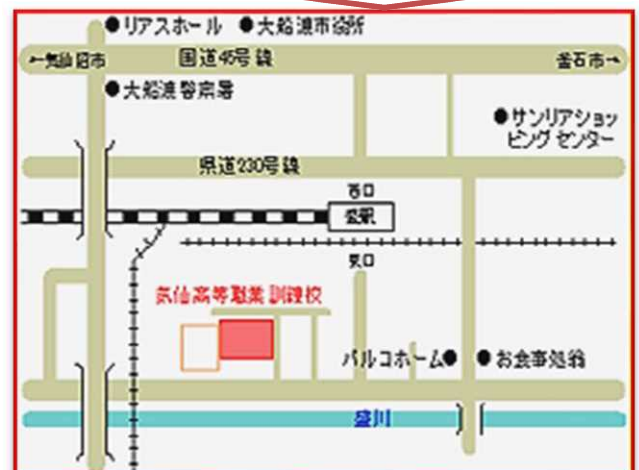 ●リアスホール ●大船渡市役所
←気仙沼市
国道45号線
釜石市→
●大船渡警察署
●サンリアショッ
ピングセンター
県道230号線
西口
盛駅
東口
気仙高等職業訓練校
パルコホーム●
●お食事処翁
盛川